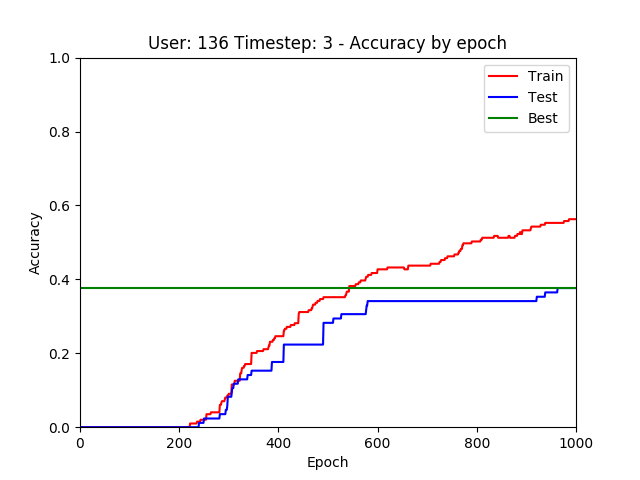 User: 136 Timestep: 3 - Accuracy by epoch
1.0
0.8
0.6
0.4
0.2
0.0
Accuracy
Train
Test
Best
0 200 400 600 800 1000
Epoch